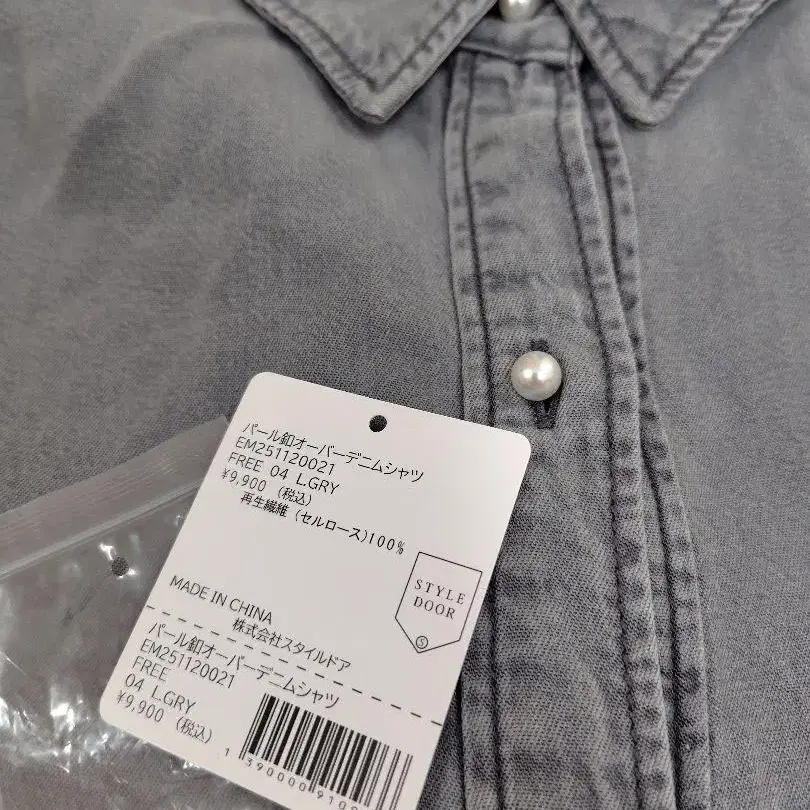 パール釦オーバーデニムシャツ
EM251120021
FREE 04 L.GRY
¥9,900 (税込)
再生繊維 (セルロース)100%
STYLE
DOOR
S
MADE IN CHINA
株式会社スタイルドア
パール釦オーバーデニムシャツ
EM251120021
FREE
04 L.GRY
¥9,900 (税込)